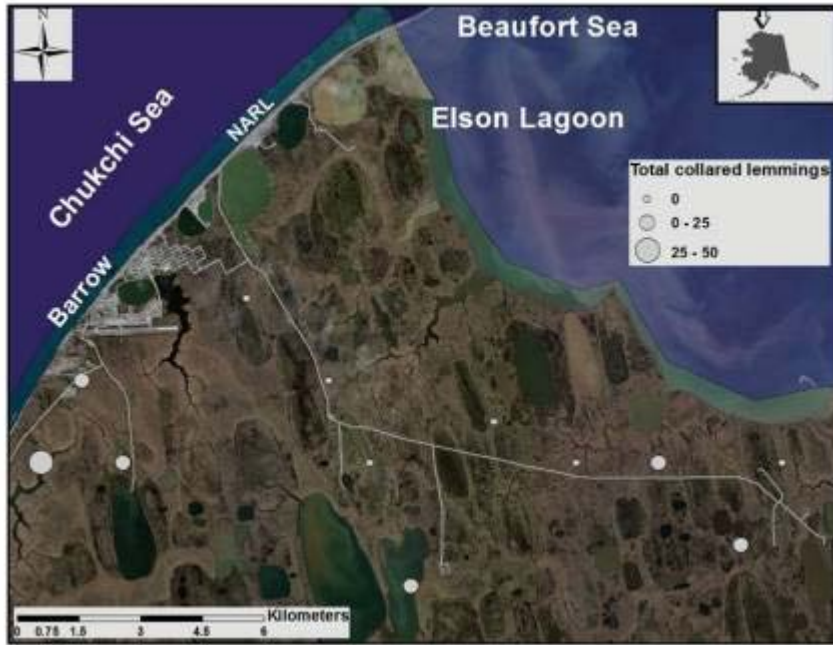 N
Beaufort Sea
Chukchi Sea
NARL
Elson Lagoon
Total collared lemmings
0
0 - 25
25 - 50
Barrow
Kilometers
0 0.75 1.5 3 4.5 6